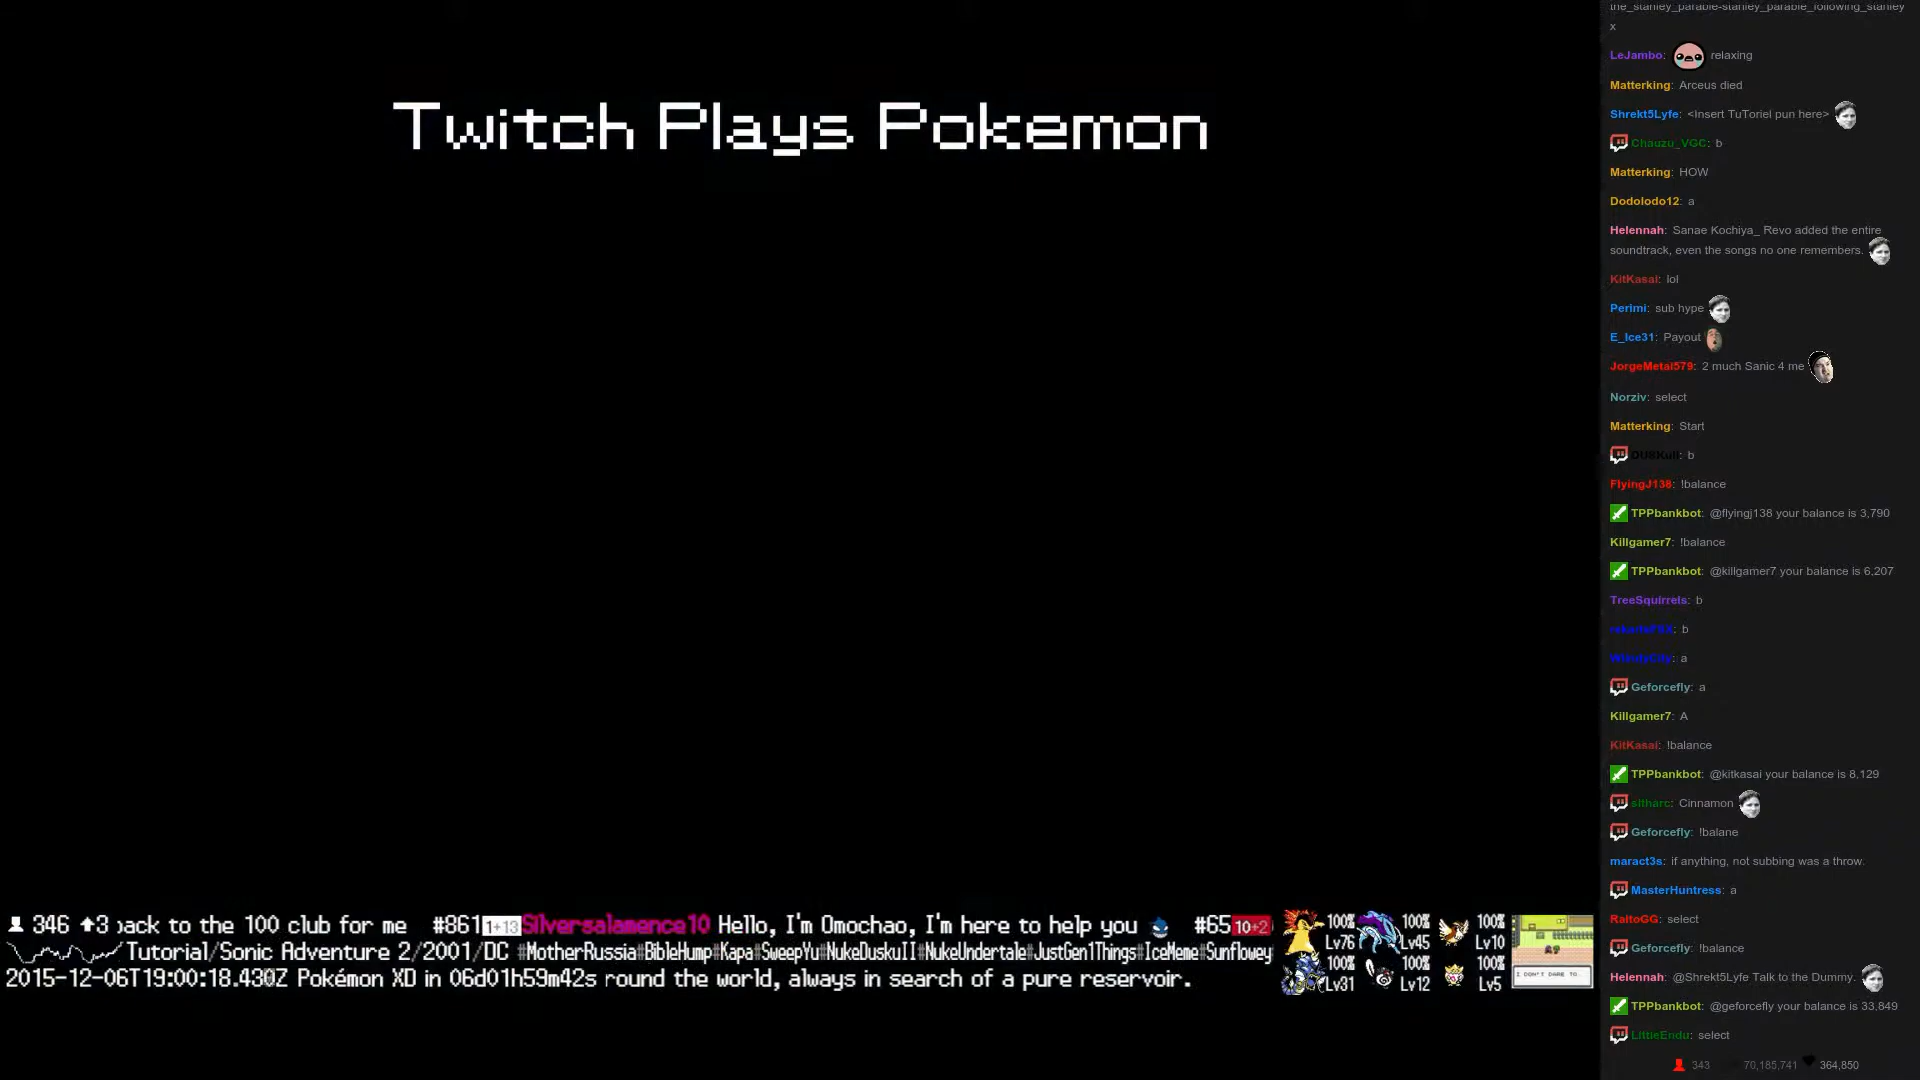 Twitch Plays Pokemon
the_stanley_parable-stanley_parable_following_stanley
x
LeJambo: relaxing
Matterking: Arceus died
Shrekt5Lyfe: <Insert TuToriel pun here>
Chauzu_VGC: b
Matterking: HOW
Dodolodo12: a
Helennah: Sanae Kochiya_ Revo added the entire
soundtrack, even the songs no one remembers.
KitKasai: lol
Perimi: sub hype
E_Ice31: Payout
JorgeMetal579: 2 much Sanic 4 me
Norziv: select
Matterking: Start
: b
FlyingJ138: !balance
TPPbankbot: @flyingj138 your balance is 3,790
Killgamer7: !balance
TPPbankbot: @killgamer7 your balance is 6,207
TreeSquirrels: b
: b
: a
Geforcefly: a
Killgamer7: A
KitKasai: !balance
TPPbankbot: @kitkasai your balance is 8,129
sitharc: Cinnamon
Geforcefly: !balane
maract3s: if anything, not subbing was a throw.
MasterHuntress: a
RaltoGG: select
Geforcefly: !balance
Helennah: @Shrekt5Lyfe Talk to the Dummy.
TPPbankbot: @geforcefly your balance is 33,849
LittleEndu: select
343 70,185,741 364,850
346 3 back to the 100 club for me #861 1+13 Silversalamence10 Hello, I'm Omochao, I'm here to help you #65 10+2
Tutorial/Sonic Adventure 2/2001/DC #MotherRussia#BibleHump#Kapa#SweepYu#NukeDuskull#NukeUndertale#JustGen1Things#IceMeme#Sunflowey
2015-12-06T19:00:18.430Z Pokémon XD in 06d01h59m42s round the world, always in search of a pure reservoir.
100% 100% 100%
Lv76 Lv45 Lv10
100% 100% 100%
Lv31 Lv12 Lv5
I DON'T DARE TO